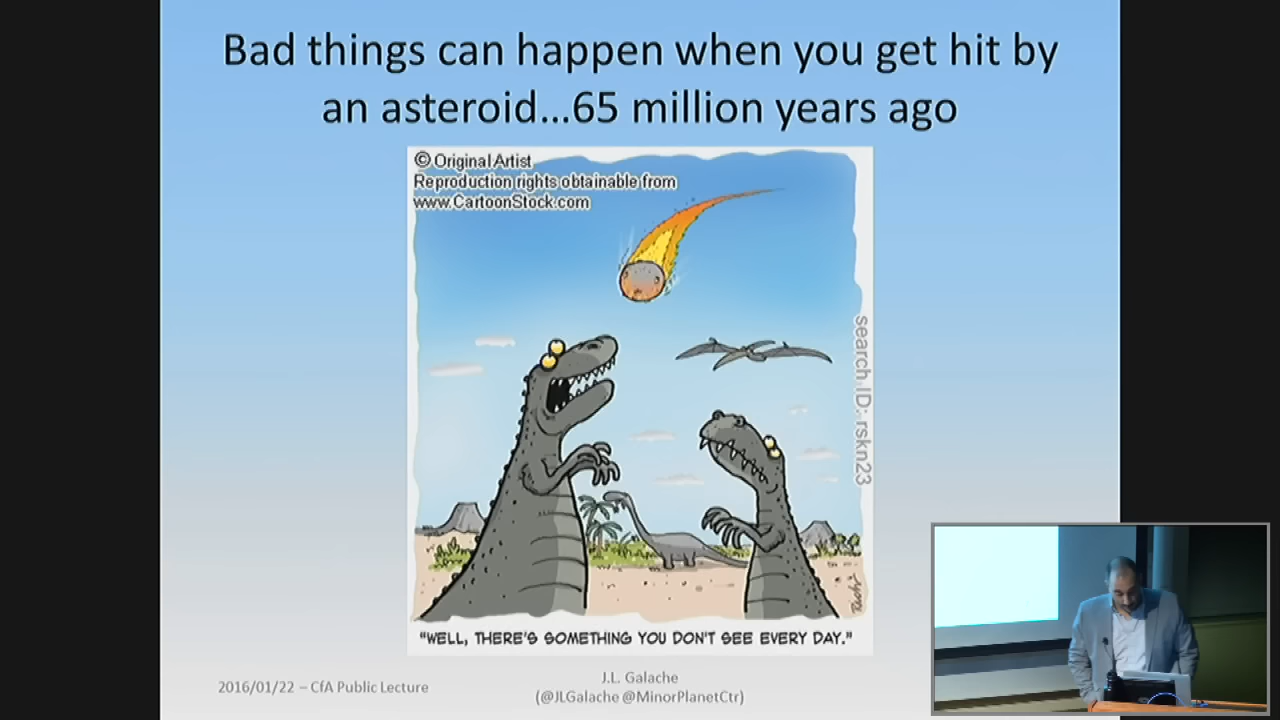 Bad things can happen when you get hit by
an asteroid...65 million years ago
© Original Artist
Reproduction rights obtainable from
www.CartoonStock.com
search ID: rskn23
"WELL, THERE'S SOMETHING YOU DON'T SEE EVERY DAY."
2016/01/22 – CfA Public Lecture
J.L. Galache
(@JLGalache @MinorPlanetCtr)